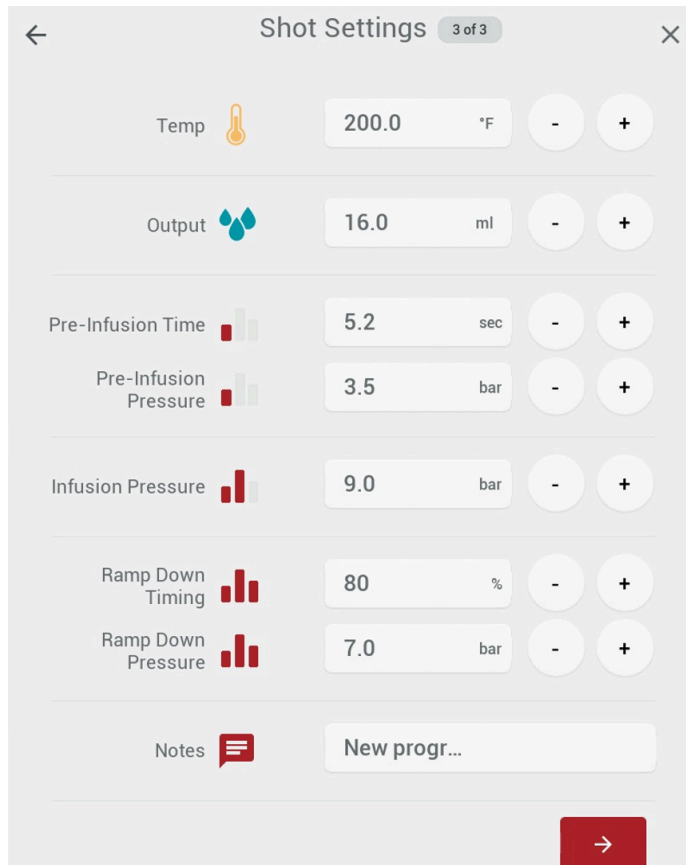 Shot Settings 3 of 3
Temp 200.0 °F - +
Output 16.0 ml - +
Pre-Infusion Time 5.2 sec - +
Pre-Infusion
Pressure 3.5 bar - +
Infusion Pressure 9.0 bar - +
Ramp Down
Timing 80 % - +
Ramp Down
Pressure 7.0 bar - +
Notes New progr...